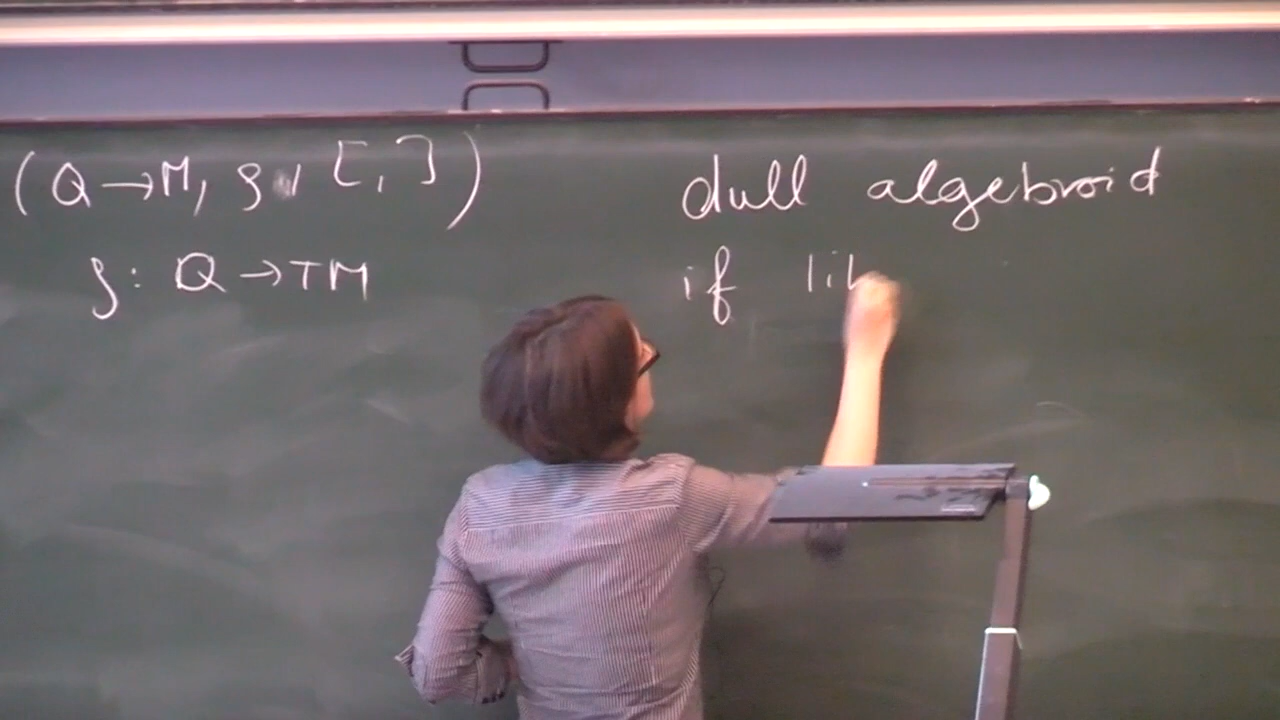 (Q → M, ρ, [ , ])
ρ: Q → TM
dull algebroid
if